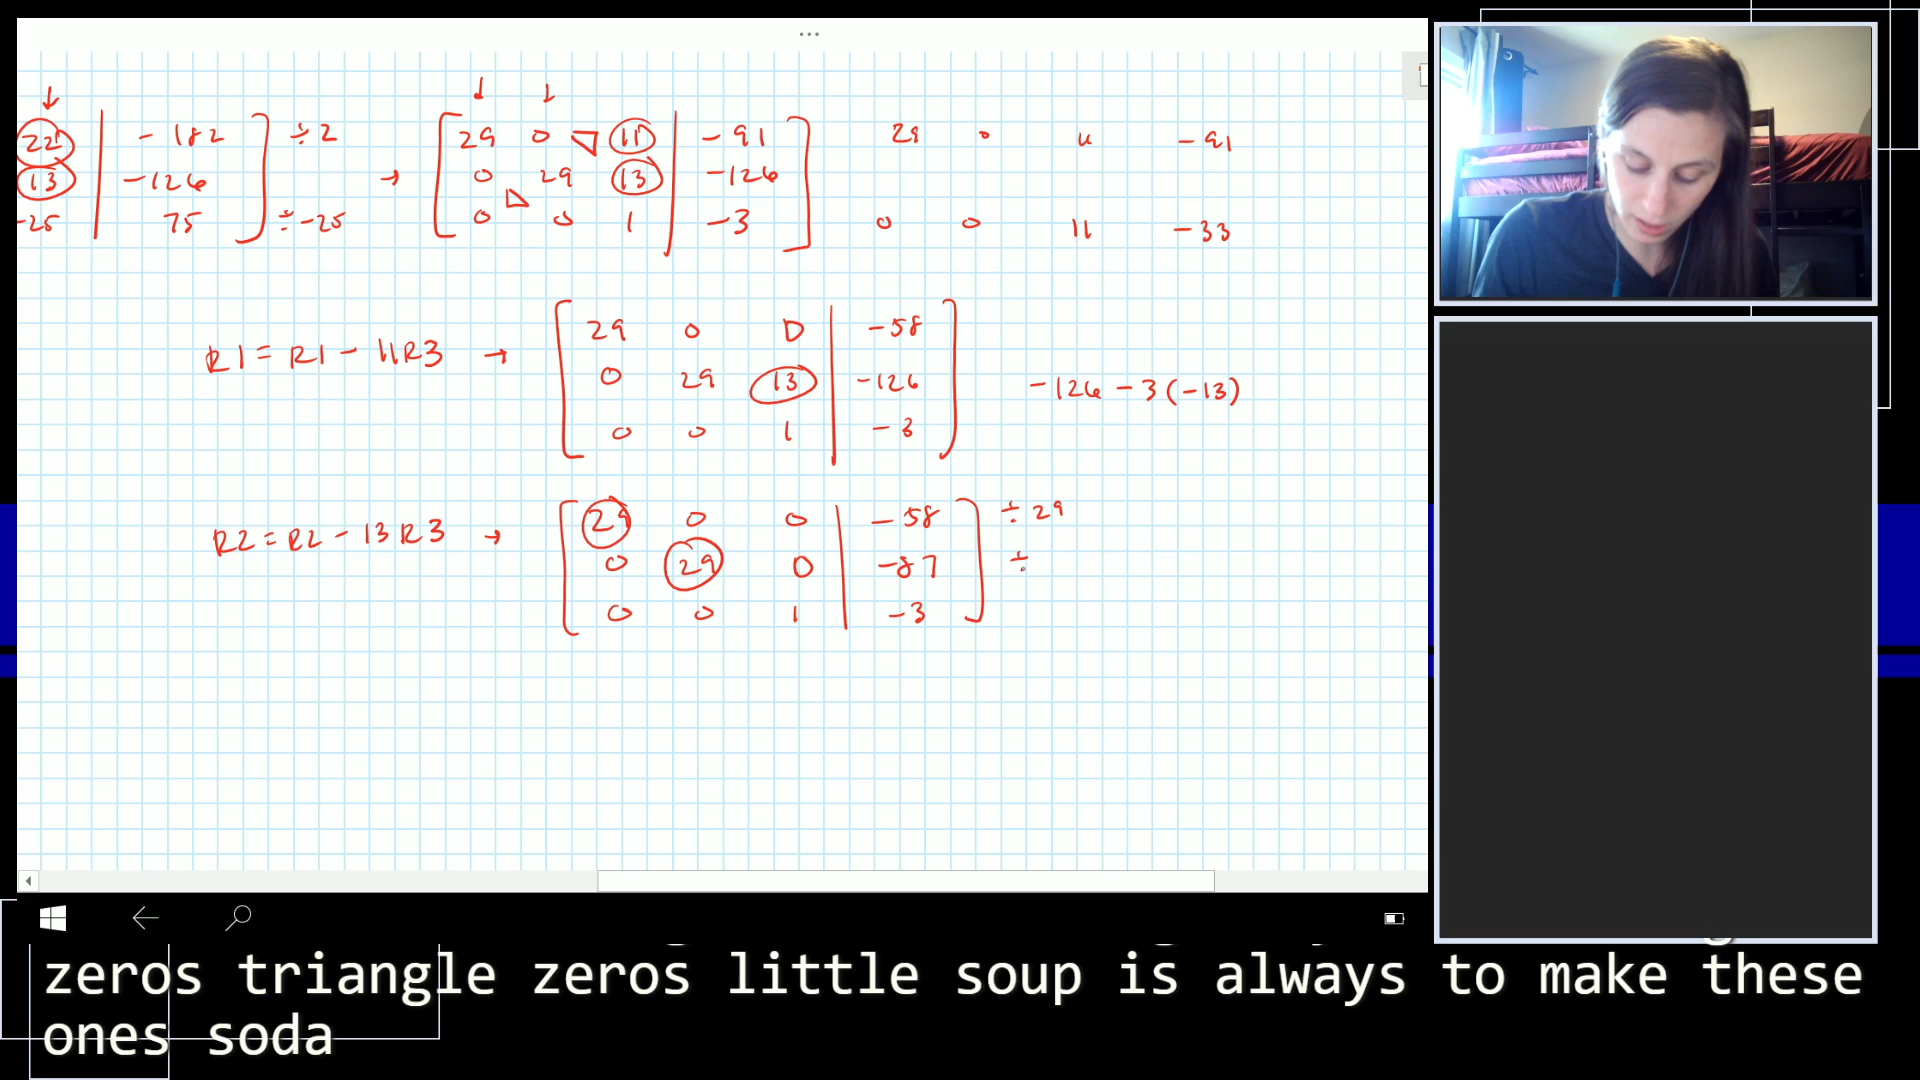 22 | -182 ] ÷2
13 | -126
-25 | 75 ] ÷-25
→
[ 29 0 11 | -91 ]
[ 0 29 13 | -126 ]
[ 0 0 1 | -3 ]
29 0 11 -91
0 0 11 -33
R1 = R1 - 11R3 →
[ 29 0 0 | -58 ]
[ 0 29 13 | -126 ]
[ 0 0 1 | -3 ]
-126 - 3(-13)
R2 = R2 - 13R3 →
[ 29 0 0 | -58 ] ÷29
[ 0 29 0 | -87 ] ÷
[ 0 0 1 | -3 ]
zeros triangle zeros little soup is always to make these
ones soda